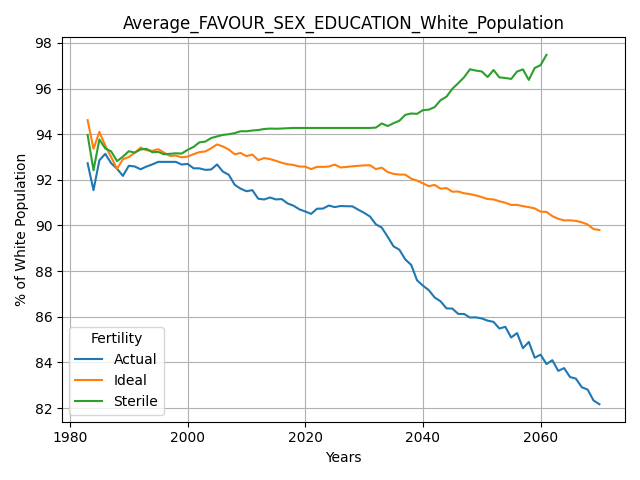 Average_FAVOUR_SEX_EDUCATION_White_Population
98
96
94
92
90
88
86
84
82
% of White Population
Fertility
Actual
Ideal
Sterile
1980 2000 2020 2040 2060
Years